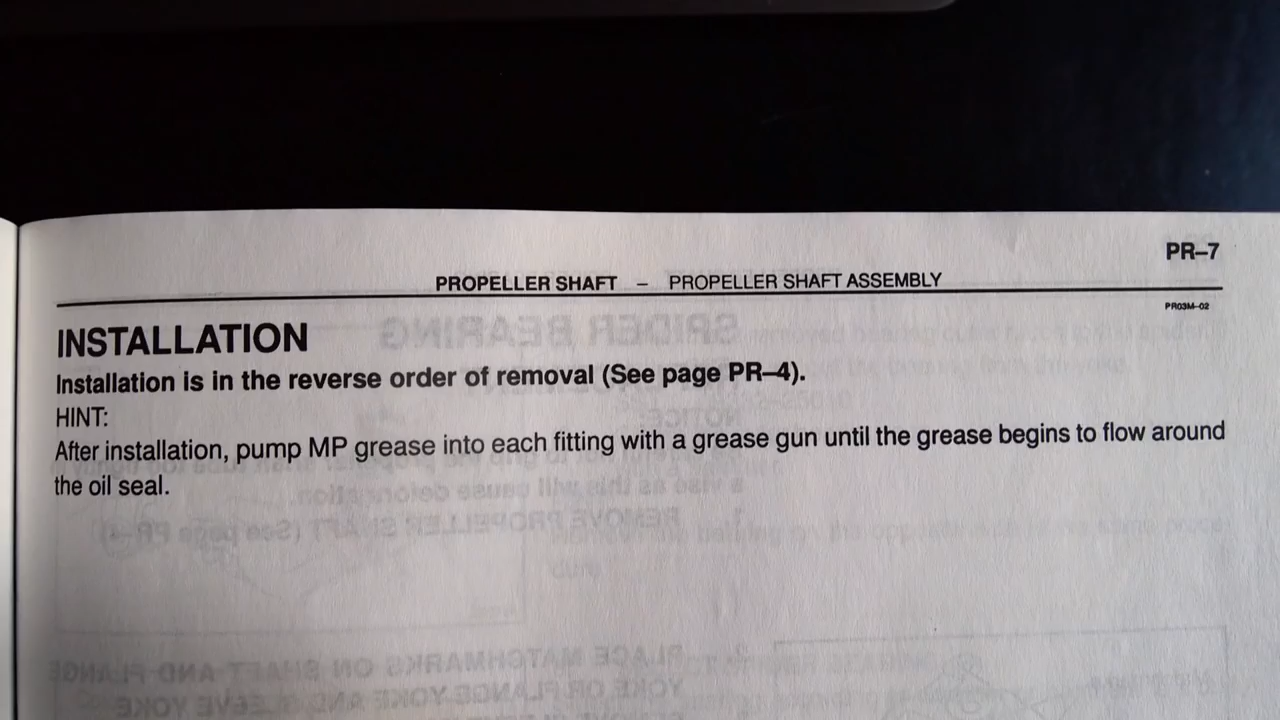 PR–7
PROPELLER SHAFT – PROPELLER SHAFT ASSEMBLY
PR03M–02
INSTALLATION
Installation is in the reverse order of removal (See page PR–4).
HINT:
After installation, pump MP grease into each fitting with a grease gun until the grease begins to flow around
the oil seal.